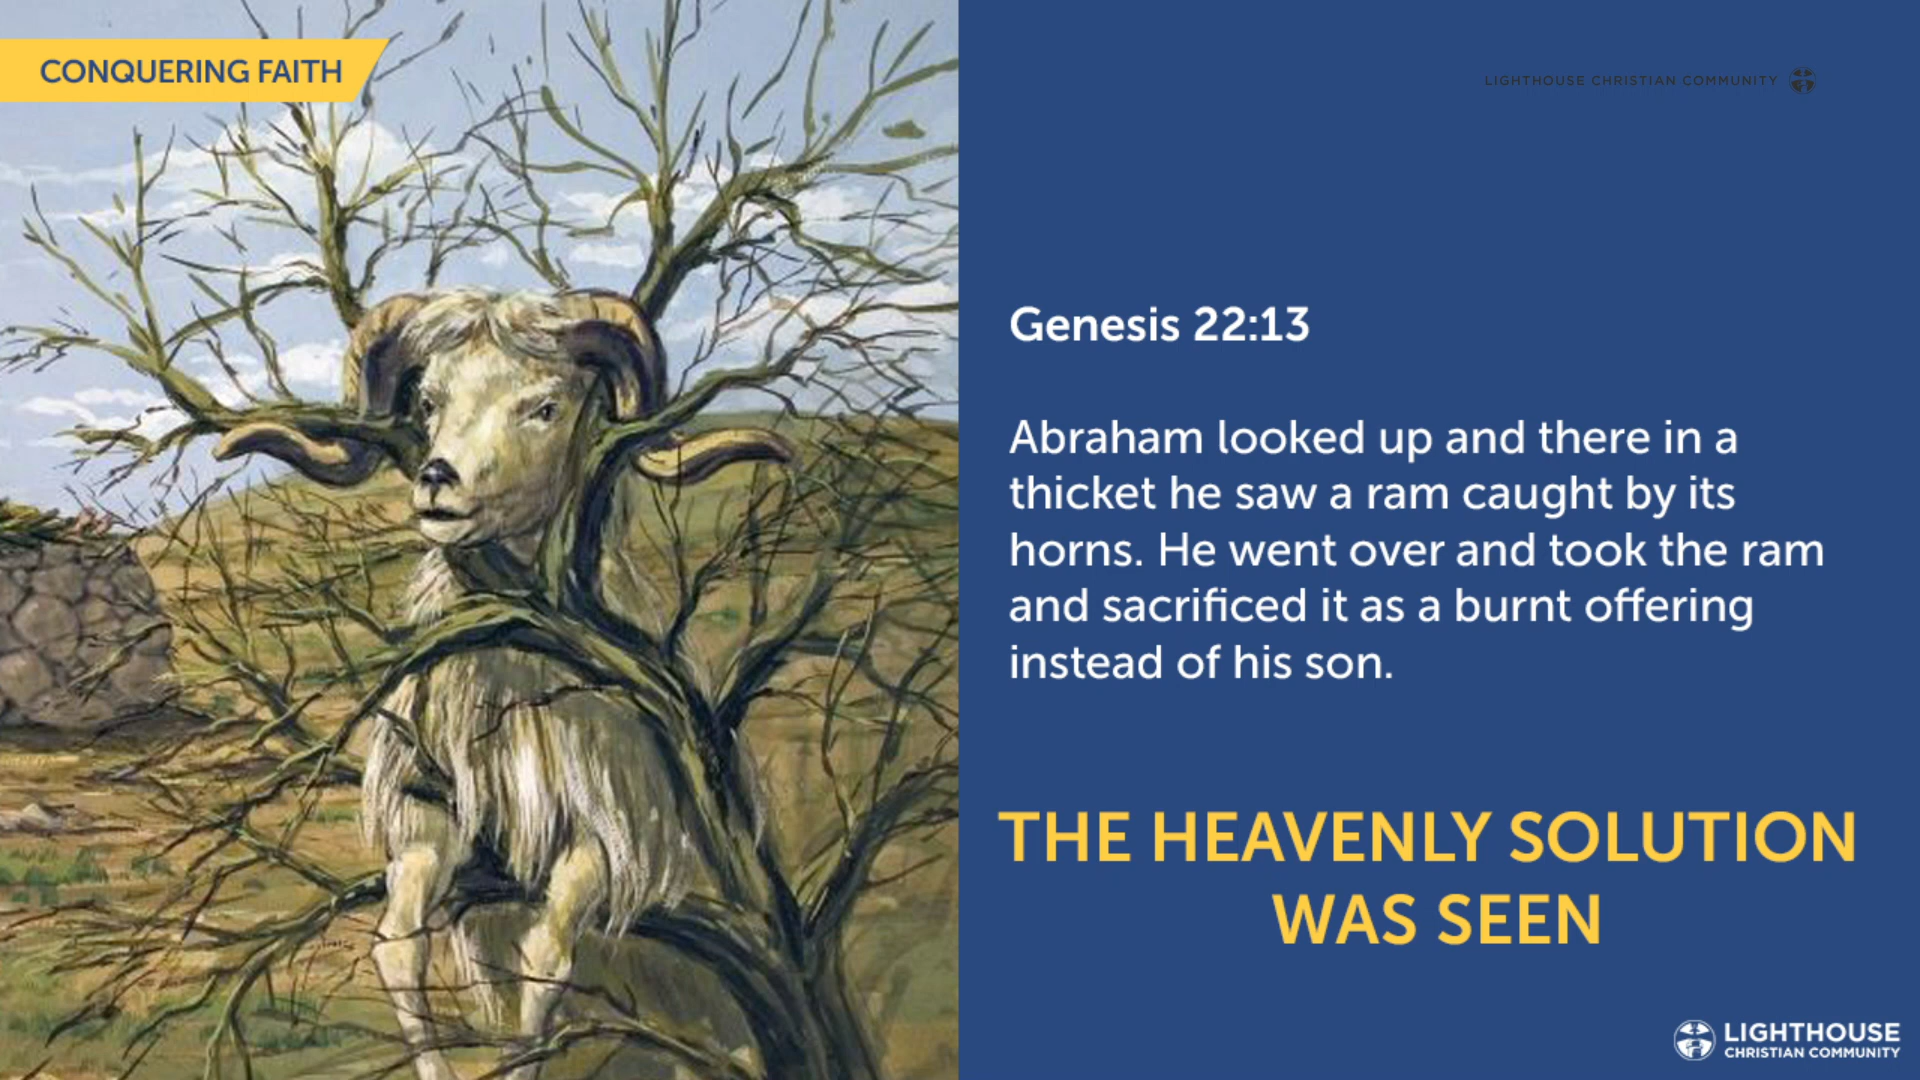 CONQUERING FAITH
LIGHTHOUSE CHRISTIAN COMMUNITY
Genesis 22:13
Abraham looked up and there in a
thicket he saw a ram caught by its
horns. He went over and took the ram
and sacrificed it as a burnt offering
instead of his son.
THE HEAVENLY SOLUTION
WAS SEEN
LIGHTHOUSE
CHRISTIAN COMMUNITY